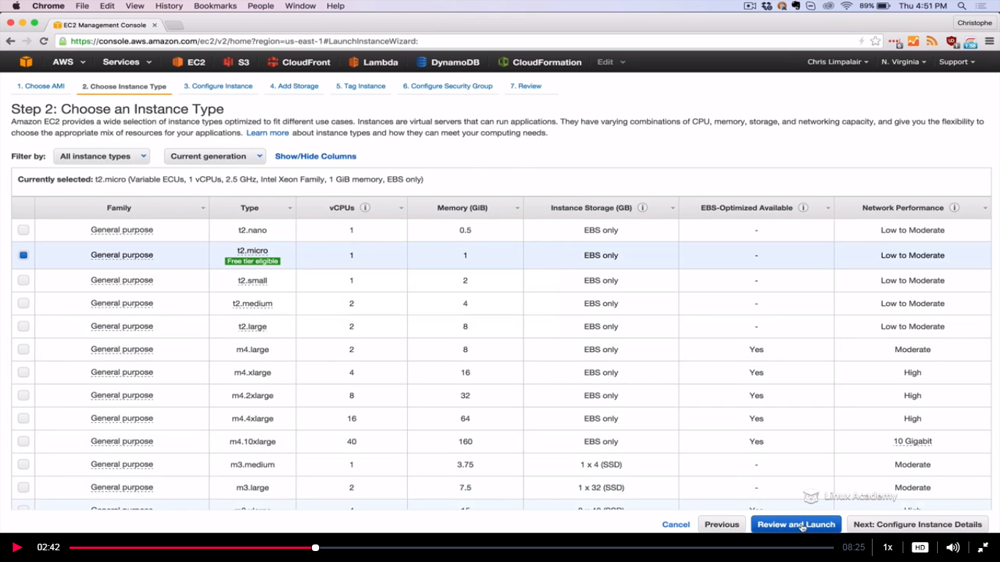 Chrome File Edit View History Bookmarks People Window Help 89% Thu 4:51 PM
EC2 Management Console Christophe
https://console.aws.amazon.com/ec2/v2/home?region=us-east-1#LaunchInstanceWizard:
AWS Services EC2 S3 CloudFront Lambda DynamoDB CloudFormation Edit Chris Limpalair N. Virginia Support
1. Choose AMI 2. Choose Instance Type 3. Configure Instance 4. Add Storage 5. Tag Instance 6. Configure Security Group 7. Review
Step 2: Choose an Instance Type
Amazon EC2 provides a wide selection of instance types optimized to fit different use cases. Instances are virtual servers that can run applications. They have varying combinations of CPU, memory, storage, and networking capacity, and give you the flexibility to
choose the appropriate mix of resources for your applications. Learn more about instance types and how they can meet your computing needs.
Filter by: All instance types Current generation Show/Hide Columns
Currently selected: t2.micro (Variable ECUs, 1 vCPUs, 2.5 GHz, Intel Xeon Family, 1 GiB memory, EBS only)
Family Type vCPUs Memory (GiB) Instance Storage (GB) EBS-Optimized Available Network Performance
General purpose t2.nano 1 0.5 EBS only - Low to Moderate
General purpose t2.micro 1 1 EBS only - Low to Moderate
Free tier eligible
General purpose t2.small 1 2 EBS only - Low to Moderate
General purpose t2.medium 2 4 EBS only - Low to Moderate
General purpose t2.large 2 8 EBS only - Low to Moderate
General purpose m4.large 2 8 EBS only Yes Moderate
General purpose m4.xlarge 4 16 EBS only Yes High
General purpose m4.2xlarge 8 32 EBS only Yes High
General purpose m4.4xlarge 16 64 EBS only Yes High
General purpose m4.10xlarge 40 160 EBS only Yes 10 Gigabit
General purpose m3.medium 1 3.75 1 x 4 (SSD) - Moderate
General purpose m3.large 2 7.5 1 x 32 (SSD) - Moderate
Linux Academy
Cancel Previous Review and Launch Next: Configure Instance Details
02:42 08:25 1x HD